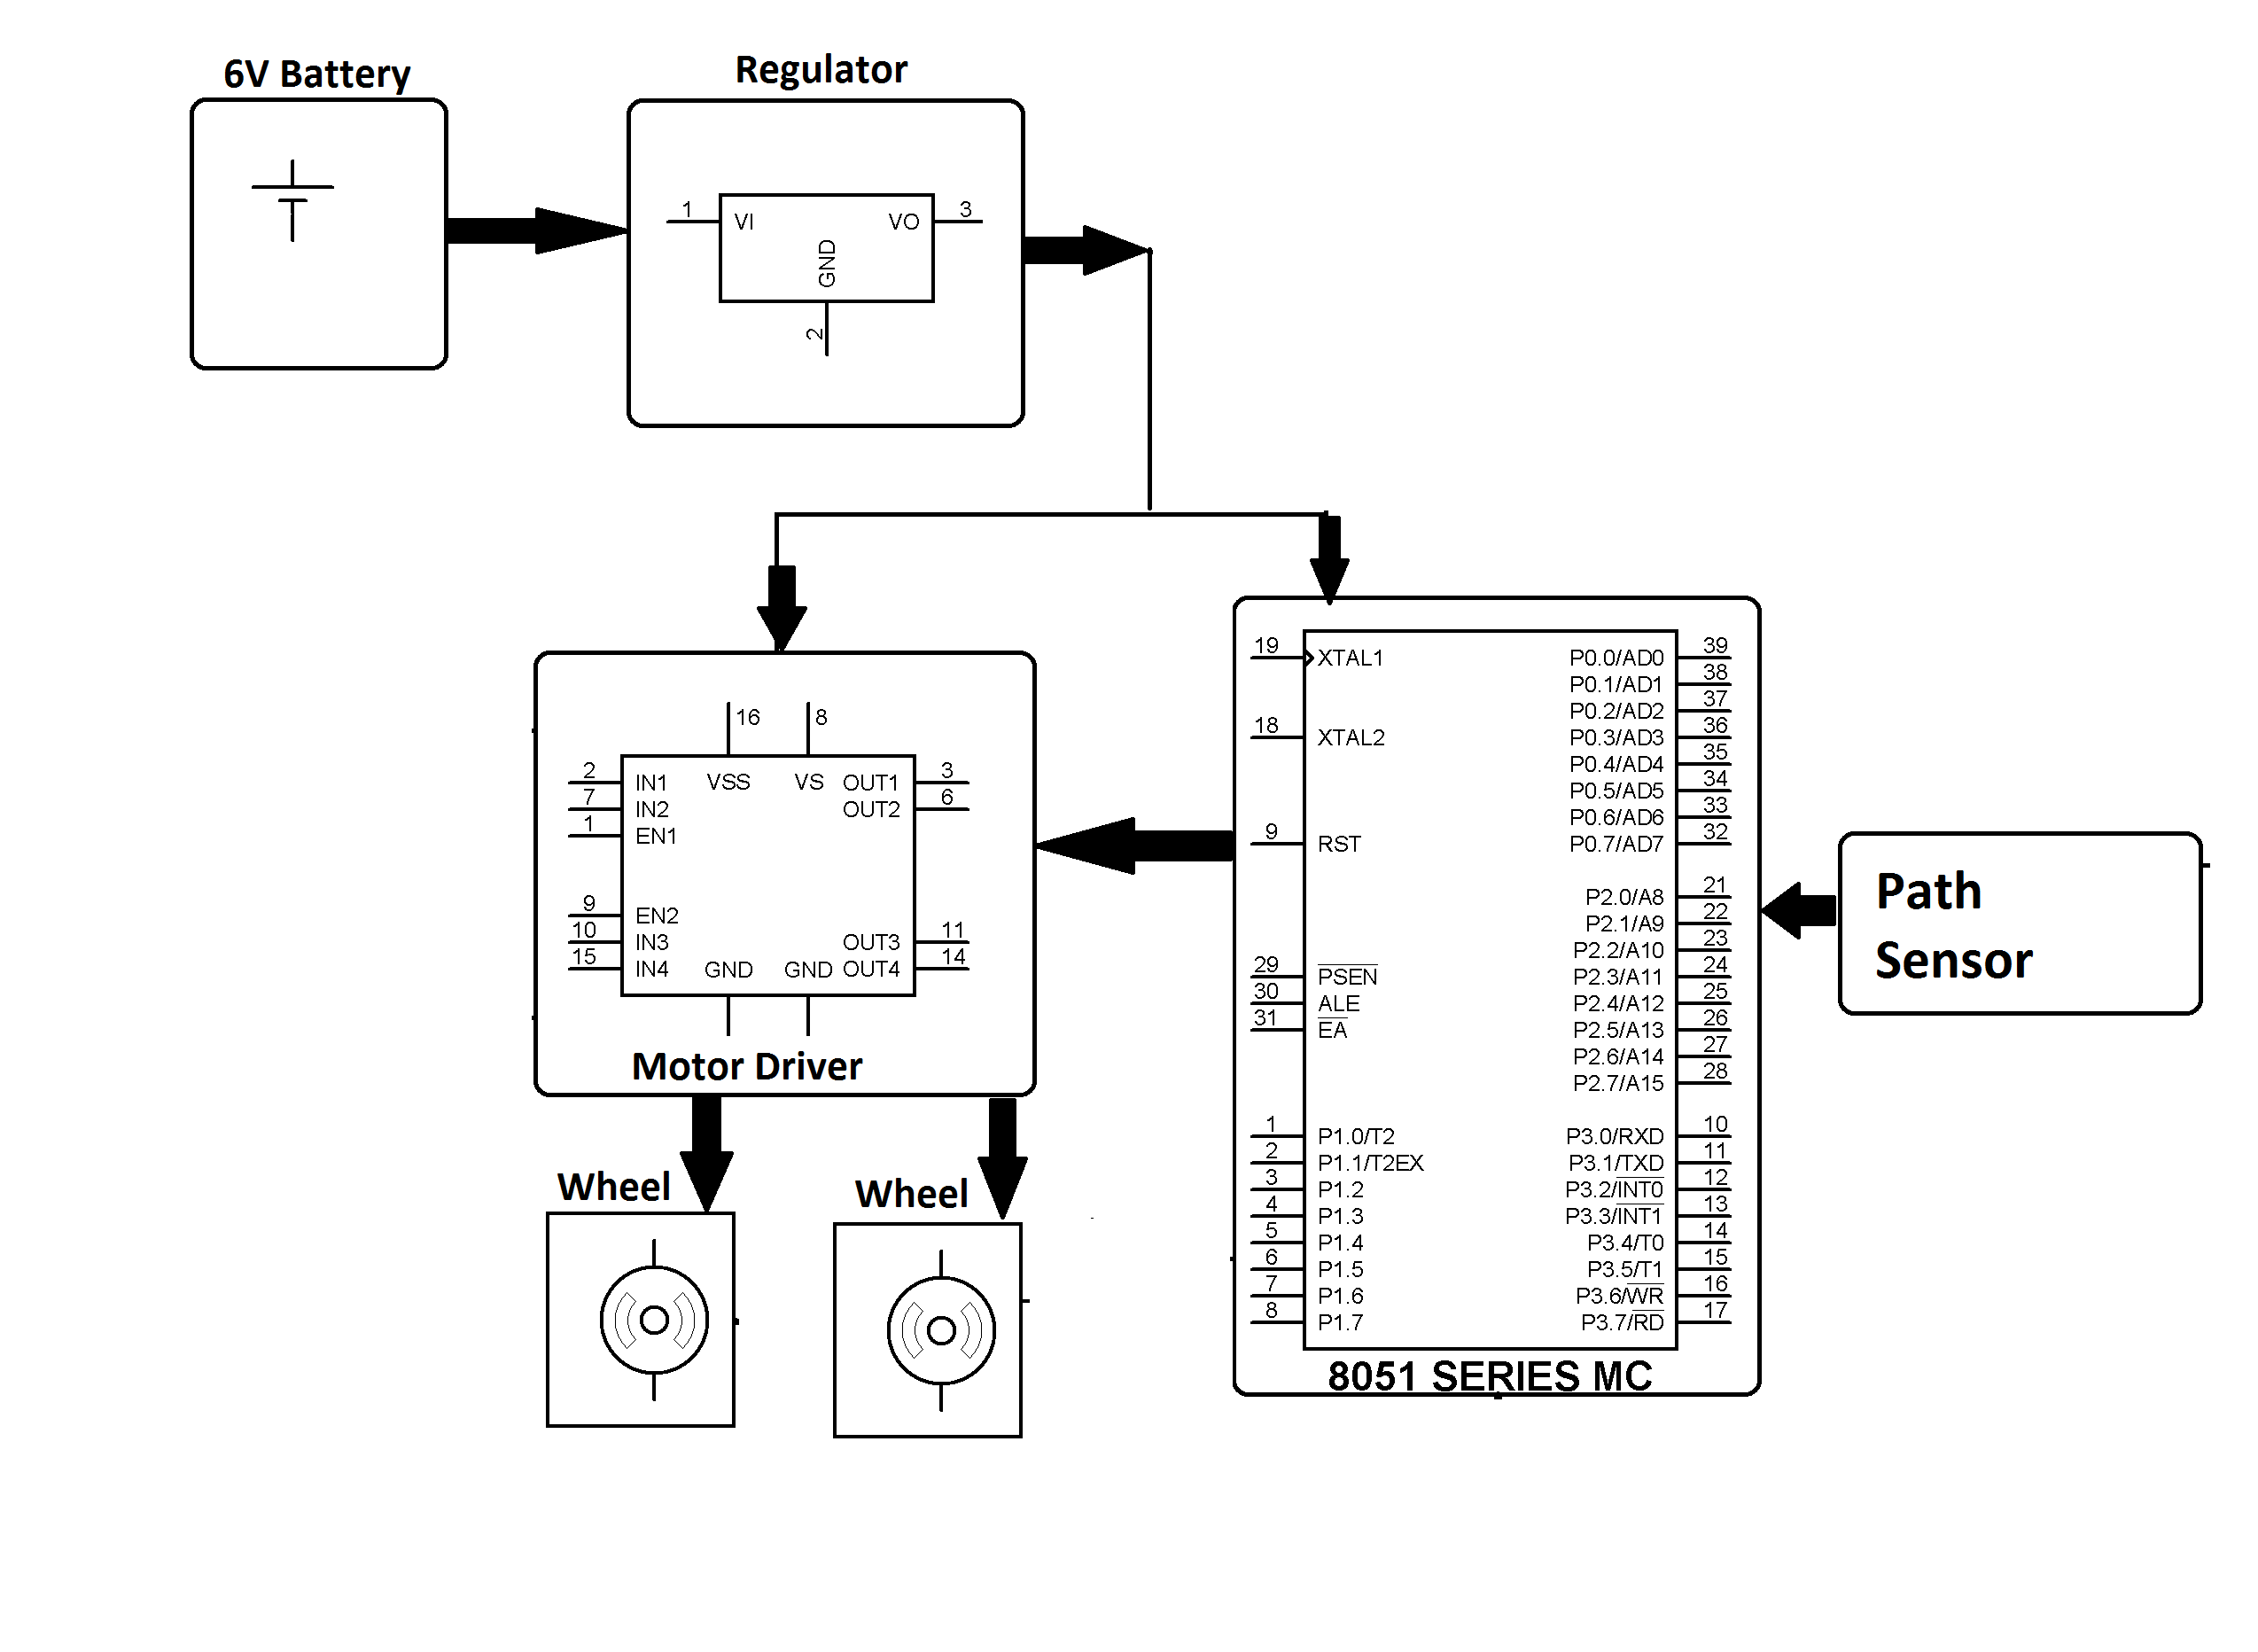 6V Battery
Regulator
1
VI
VO
3
GND
2
16
8
2
IN1
VSS
VS
OUT1
3
7
IN2
OUT2
6
1
EN1
9
EN2
10
IN3
OUT3
11
15
IN4
GND
GND
OUT4
14
Motor Driver
Wheel
Wheel
19
XTAL1
P0.0/AD0
39
P0.1/AD1
38
P0.2/AD2
37
18
XTAL2
P0.3/AD3
36
P0.4/AD4
35
P0.5/AD5
34
P0.6/AD6
33
9
RST
P0.7/AD7
32
P2.0/A8
21
P2.1/A9
22
P2.2/A10
23
29
PSEN
P2.3/A11
24
30
ALE
P2.4/A12
25
31
EA
P2.5/A13
26
P2.6/A14
27
P2.7/A15
28
1
P1.0/T2
P3.0/RXD
10
2
P1.1/T2EX
P3.1/TXD
11
3
P1.2
P3.2/INT0
12
4
P1.3
P3.3/INT1
13
5
P1.4
P3.4/T0
14
6
P1.5
P3.5/T1
15
7
P1.6
P3.6/WR
16
8
P1.7
P3.7/RD
17
8051 SERIES MC
Path
Sensor